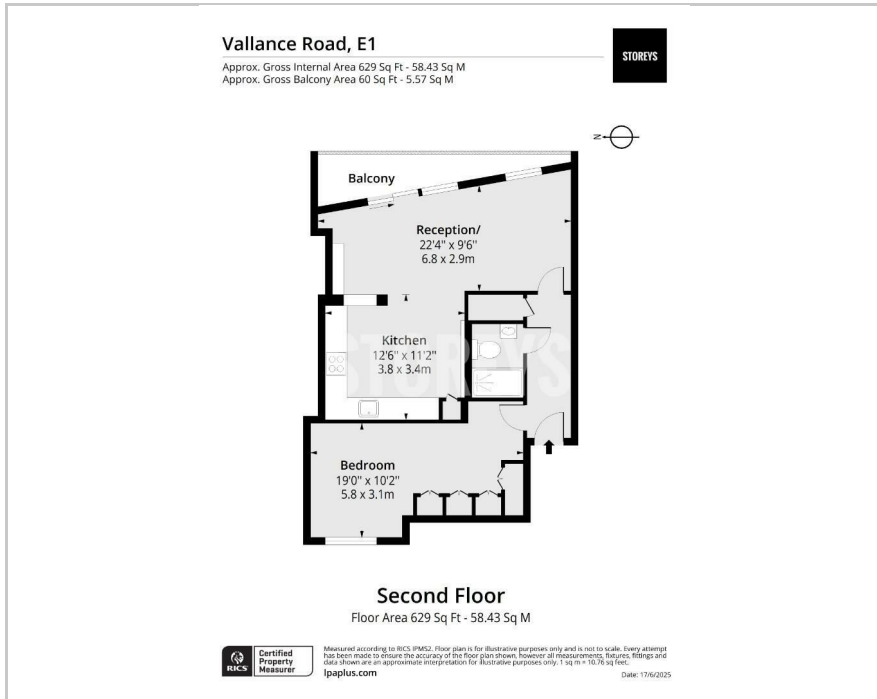 Vallance Road, E1
Approx. Gross Internal Area 629 Sq Ft - 58.43 Sq M
Approx. Gross Balcony Area 60 Sq Ft - 5.57 Sq M
STOREYS
N
Balcony
Reception/
22'4" x 9'6"
6.8 x 2.9m
Kitchen
12'6" x 11'2"
3.8 x 3.4m
STOREYS
Bedroom
19'0" x 10'2"
5.8 x 3.1m
Second Floor
Floor Area 629 Sq Ft - 58.43 Sq M
RICS
Certified
Property
Measurer
Measured according to RICS IPMS2. Floor plan is for illustrative purposes only and is not to scale. Every attempt
has been made to ensure the accuracy of the floor plan shown, however all measurements, fixtures, fittings and
data shown are an approximate interpretation for illustrative purposes only. 1 sq m = 10.76 sq feet.
lpaplus.com
Date: 17/6/2025